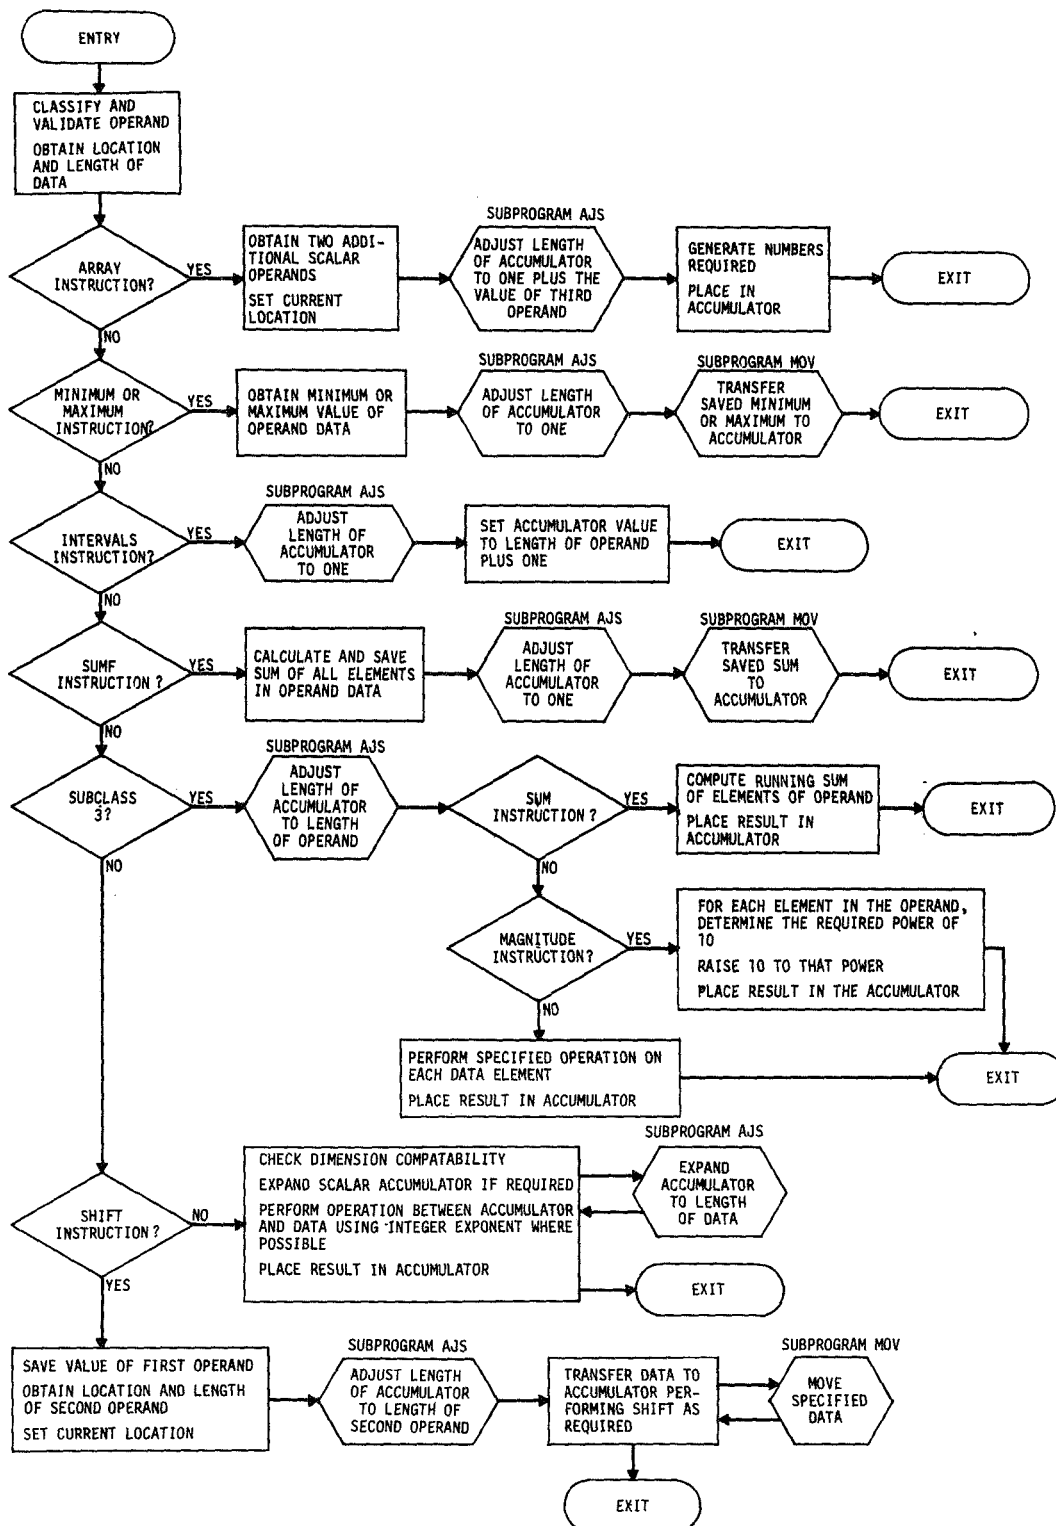 ENTRY
CLASSIFY AND
VALIDATE OPERAND
OBTAIN LOCATION
AND LENGTH OF
DATA
ARRAY
INSTRUCTION?
YES
NO
OBTAIN TWO ADDI-
TIONAL SCALAR
OPERANDS
SET CURRENT
LOCATION
SUBPROGRAM AJS
ADJUST LENGTH
OF ACCUMULATOR
TO ONE PLUS THE
VALUE OF THIRD
OPERAND
GENERATE NUMBERS
REQUIRED
PLACE IN
ACCUMULATOR
EXIT
MINIMUM OR
MAXIMUM
INSTRUCTION?
YES
NO
OBTAIN MINIMUM OR
MAXIMUM VALUE OF
OPERAND DATA
SUBPROGRAM AJS
ADJUST LENGTH
OF ACCUMULATOR
TO ONE
SUBPROGRAM MOV
TRANSFER
SAVED MINIMUM
OR MAXIMUM TO
ACCUMULATOR
EXIT
INTERVALS
INSTRUCTION?
YES
NO
SUBPROGRAM AJS
ADJUST
LENGTH OF
ACCUMULATOR
TO ONE
SET ACCUMULATOR VALUE
TO LENGTH OF OPERAND
PLUS ONE
EXIT
SUMF
INSTRUCTION ?
YES
NO
CALCULATE AND SAVE
SUM OF ALL ELEMENTS
IN OPERAND DATA
SUBPROGRAM AJS
ADJUST
LENGTH OF
ACCUMULATOR
TO ONE
SUBPROGRAM MOV
TRANSFER
SAVED SUM
TO
ACCUMULATOR
EXIT
SUBCLASS
3?
YES
NO
SUBPROGRAM AJS
ADJUST
LENGTH OF
ACCUMULATOR
TO LENGTH
OF OPERAND
SUM
INSTRUCTION ?
YES
NO
COMPUTE RUNNING SUM
OF ELEMENTS OF OPERAND
PLACE RESULT IN
ACCUMULATOR
EXIT
MAGNITUDE
INSTRUCTION?
YES
NO
FOR EACH ELEMENT IN THE OPERAND,
DETERMINE THE REQUIRED POWER OF
10
RAISE 10 TO THAT POWER
PLACE RESULT IN THE ACCUMULATOR
PERFORM SPECIFIED OPERATION ON
EACH DATA ELEMENT
PLACE RESULT IN ACCUMULATOR
EXIT
SHIFT
INSTRUCTION ?
NO
YES
CHECK DIMENSION COMPATABILITY
EXPAND SCALAR ACCUMULATOR IF REQUIRED
PERFORM OPERATION BETWEEN ACCUMULATOR
AND DATA USING INTEGER EXPONENT WHERE
POSSIBLE
PLACE RESULT IN ACCUMULATOR
SUBPROGRAM AJS
EXPAND
ACCUMULATOR
TO LENGTH
OF DATA
EXIT
SAVE VALUE OF FIRST OPERAND
OBTAIN LOCATION AND LENGTH
OF SECOND OPERAND
SET CURRENT LOCATION
SUBPROGRAM AJS
ADJUST LENGTH
OF ACCUMULATOR
TO LENGTH OF
SECOND OPERAND
TRANSFER DATA TO
ACCUMULATOR PER-
FORMING SHIFT AS
REQUIRED
SUBPROGRAM MOV
MOVE
SPECIFIED
DATA
EXIT